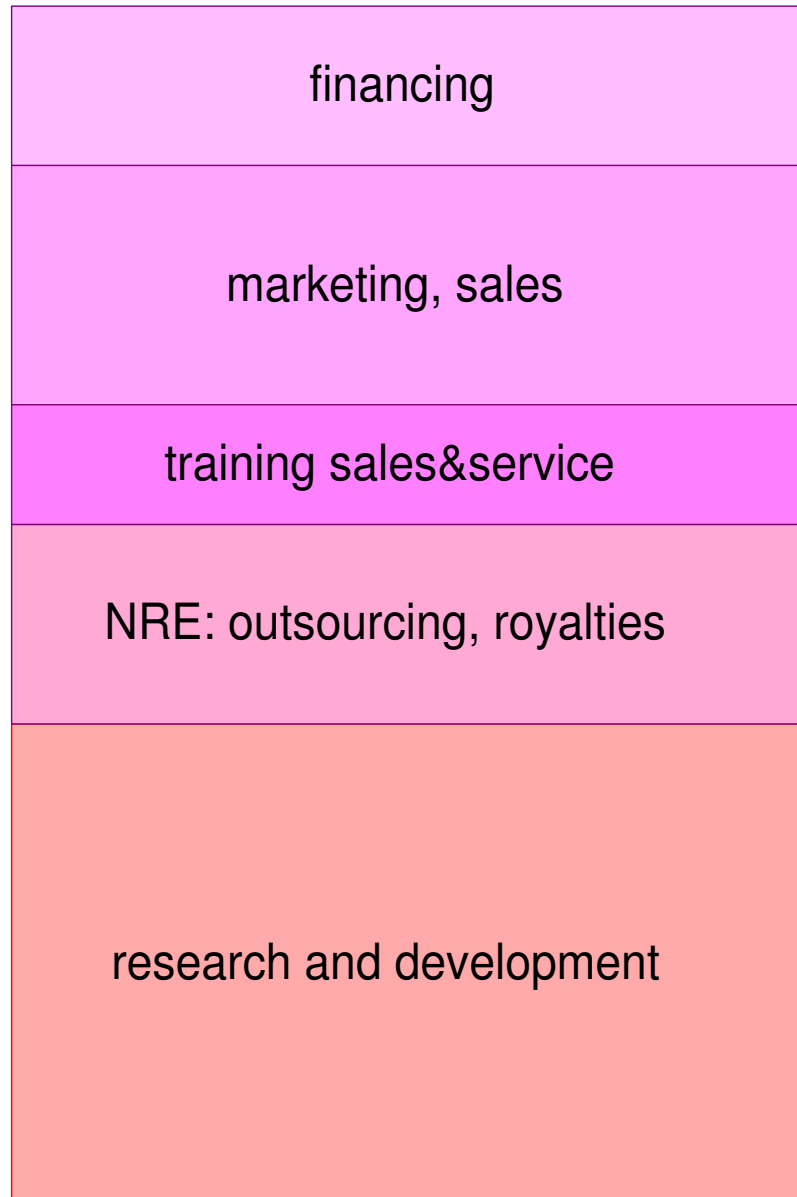 financing
marketing, sales
training sales&service
NRE: outsourcing, royalties
research and development